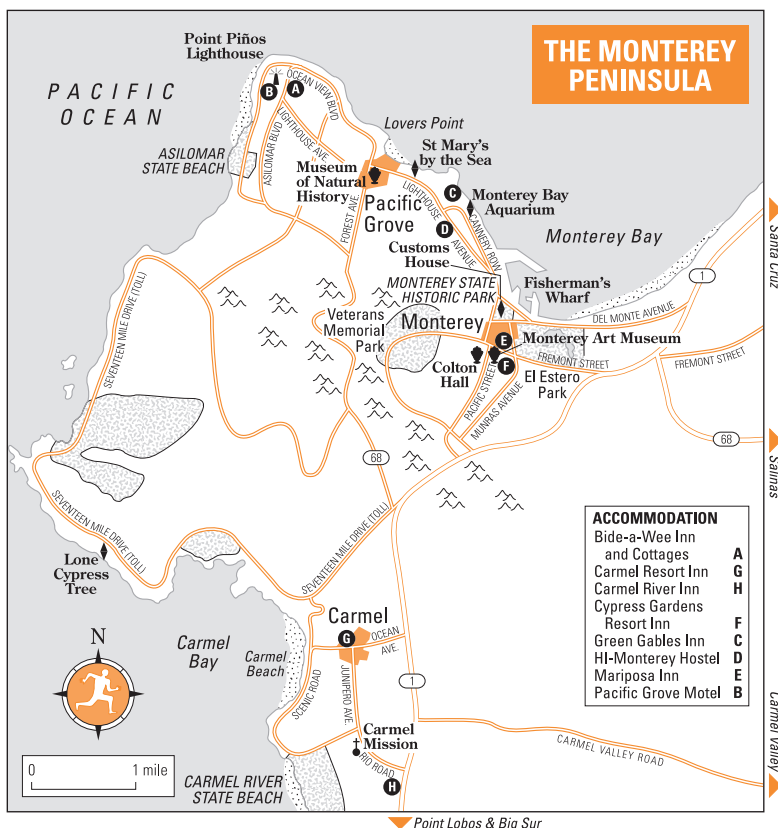 THE MONTEREY
PENINSULA
Point Piños
Lighthouse
PACIFIC
OCEAN
B
A
OCEAN VIEW BLVD
LIGHTHOUSE AVE.
ASILOMAR BLVD
ASILOMAR
STATE BEACH
Lovers Point
St Mary's
by the Sea
Museum
of Natural
History
Pacific
Grove
FOREST AVE.
LIGHTHOUSE
AVENUE
C
D
Monterey Bay
Aquarium
CANNERY ROW
Monterey Bay
Santa Cruz
1
Customs
House
MONTEREY STATE
HISTORIC PARK
Fisherman's
Wharf
DEL MONTE AVENUE
Veterans
Memorial
Park
Monterey
E
Monterey Art Museum
F
FREMONT STREET
FREMONT STREET
Colton
Hall
El Estero
Park
PACIFIC STREET
MUNRAS AVENUE
68
68
Salinas
SEVENTEEN MILE DRIVE (TOLL)
SEVENTEEN MILE DRIVE (TOLL)
SEVENTEEN MILE DRIVE (TOLL)
Lone
Cypress
Tree
ACCOMMODATION
Bide-a-Wee Inn
and Cottages A
Carmel Resort Inn G
Carmel River Inn H
Cypress Gardens
Resort Inn F
Green Gables Inn C
HI-Monterey Hostel D
Mariposa Inn E
Pacific Grove Motel B
N
Carmel
Bay
Carmel
Beach
Carmel
G
OCEAN
AVE.
SCENIC ROAD
JUNIPERO AVE.
1
Carmel
Mission
RIO ROAD
H
CARMEL VALLEY ROAD
Carmel Valley
0 1 mile
CARMEL RIVER
STATE BEACH
Point Lobos & Big Sur